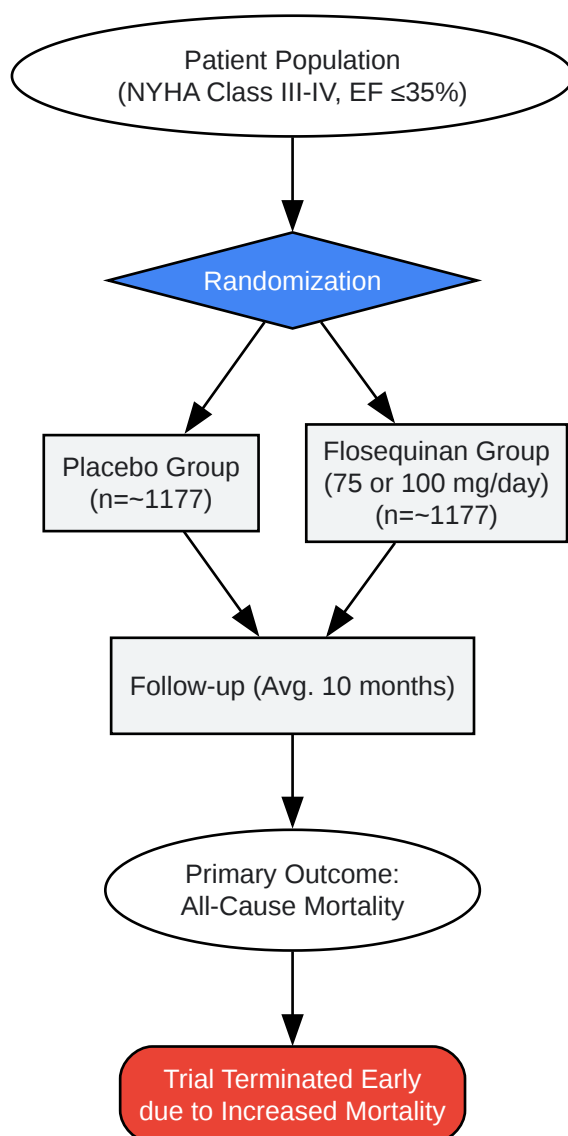 Patient Population
(NYHA Class III-IV, EF ≤35%)
Randomization
Placebo Group
(n=~1177)
Flosequinan Group
(75 or 100 mg/day)
(n=~1177)
Follow-up (Avg. 10 months)
Primary Outcome:
All-Cause Mortality
Trial Terminated Early
due to Increased Mortality